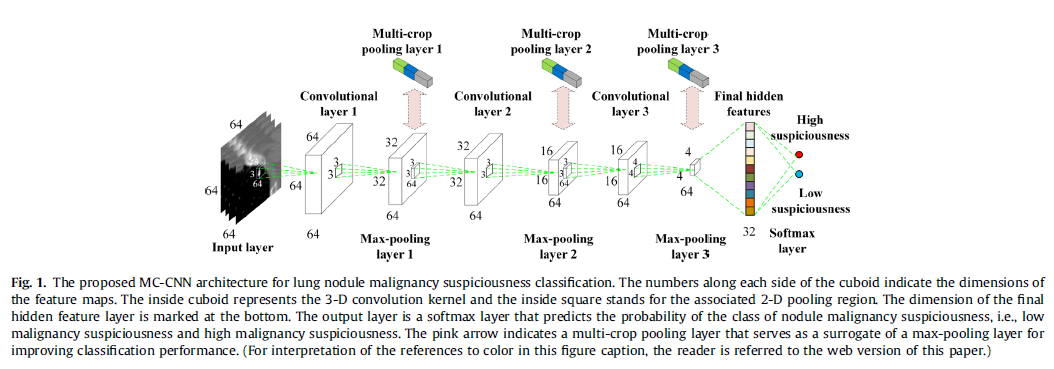 Multi-crop
pooling layer 1
Multi-crop
pooling layer 2
Multi-crop
pooling layer 3
Convolutional
layer 1
Convolutional
layer 2
Convolutional
layer 3
Final hidden
features
High
suspiciousness
Low
suspiciousness
64
64
64
3
3
64
Input layer
64
64
64
3
3
32
32
64
3
3
64
Max-pooling
layer 1
32
32
64
3
3
16
16
64
3
3
64
Max-pooling
layer 2
16
16
64
4
4
4
4
64
Max-pooling
layer 3
32
Softmax
layer
Fig. 1. The proposed MC-CNN architecture for lung nodule malignancy suspiciousness classification. The numbers along each side of the cuboid indicate the dimensions of
the feature maps. The inside cuboid represents the 3-D convolution kernel and the inside square stands for the associated 2-D pooling region. The dimension of the final
hidden feature layer is marked at the bottom. The output layer is a softmax layer that predicts the probability of the class of nodule malignancy suspiciousness, i.e., low
malignancy suspiciousness and high malignancy suspiciousness. The pink arrow indicates a multi-crop pooling layer that serves as a surrogate of a max-pooling layer for
improving classification performance. (For interpretation of the references to color in this figure caption, the reader is referred to the web version of this paper.)